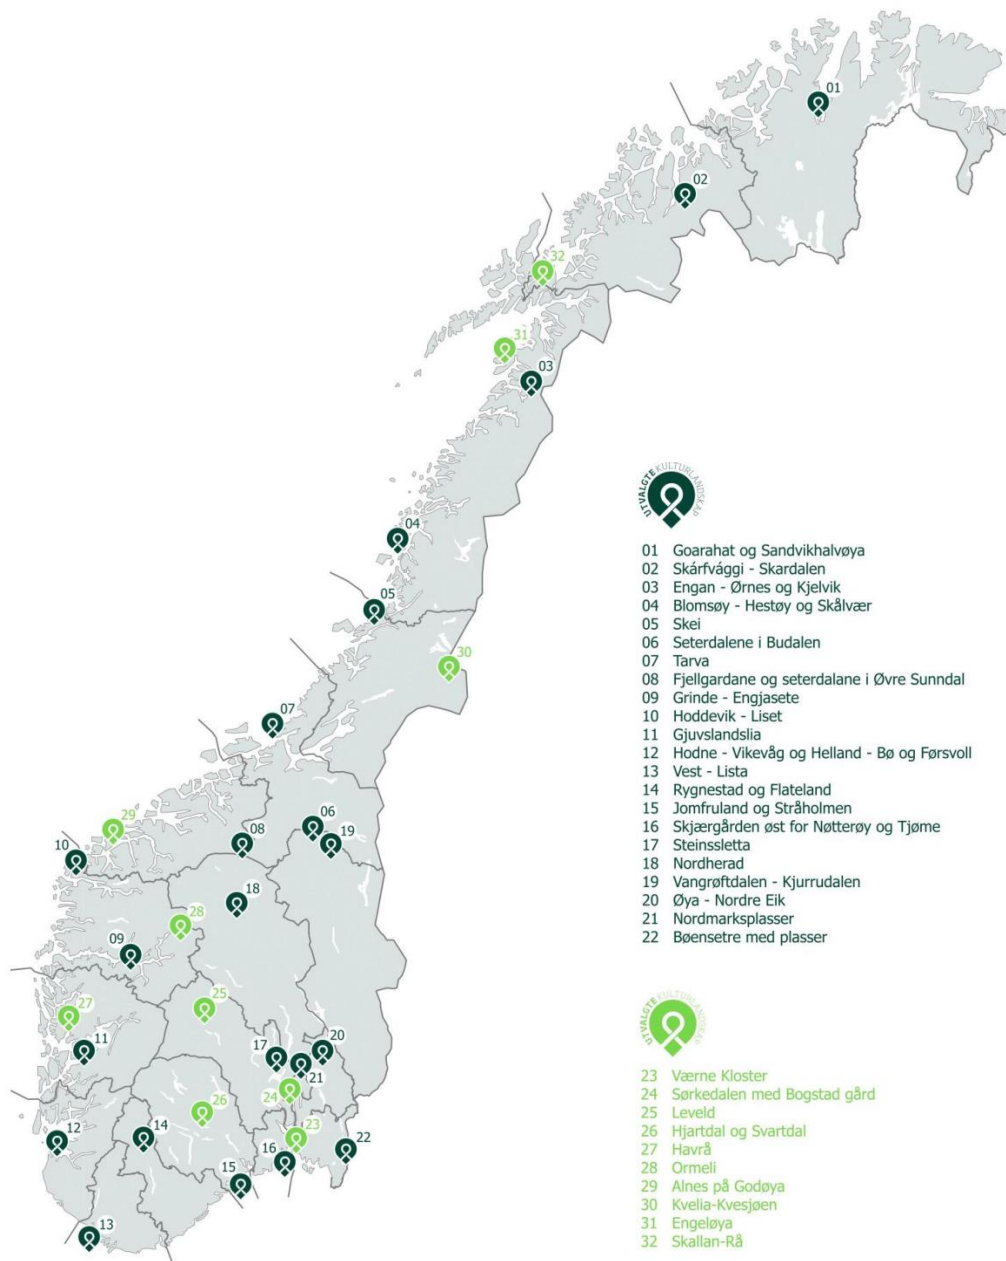 01
02
32
31
03
04
05
30
07
29
06
08
19
10
18
28
09
25
27
11
17
20
21
24
26
23
12
14
22
16
15
13
UTVALGTE KULTURLANDSKAP
01 Goarahat og Sandvikhalvøya
02 Skárfvággi - Skardalen
03 Engan - Ørnes og Kjelvik
04 Blomsøy - Hestøy og Skålvær
05 Skei
06 Seterdalene i Budalen
07 Tarva
08 Fjellgardane og seterdalane i Øvre Sunndal
09 Grinde - Engjasete
10 Hoddevik - Liset
11 Gjuvslandslia
12 Hodne - Vikevåg og Helland - Bø og Førsvoll
13 Vest - Lista
14 Rygnestad og Flateland
15 Jomfruland og Stråholmen
16 Skjærgården øst for Nøtterøy og Tjøme
17 Steinssletta
18 Nordherad
19 Vangrøftdalen - Kjurrudalen
20 Øya - Nordre Eik
21 Nordmarksplasser
22 Bøensetre med plasser
UTVALGTE KULTURLANDSKAP
23 Værne Kloster
24 Sørkedalen med Bogstad gård
25 Leveld
26 Hjartdal og Svartdal
27 Havrå
28 Ormeli
29 Alnes på Godøya
30 Kvelia-Kvesjøen
31 Engeløya
32 Skallan-Rå